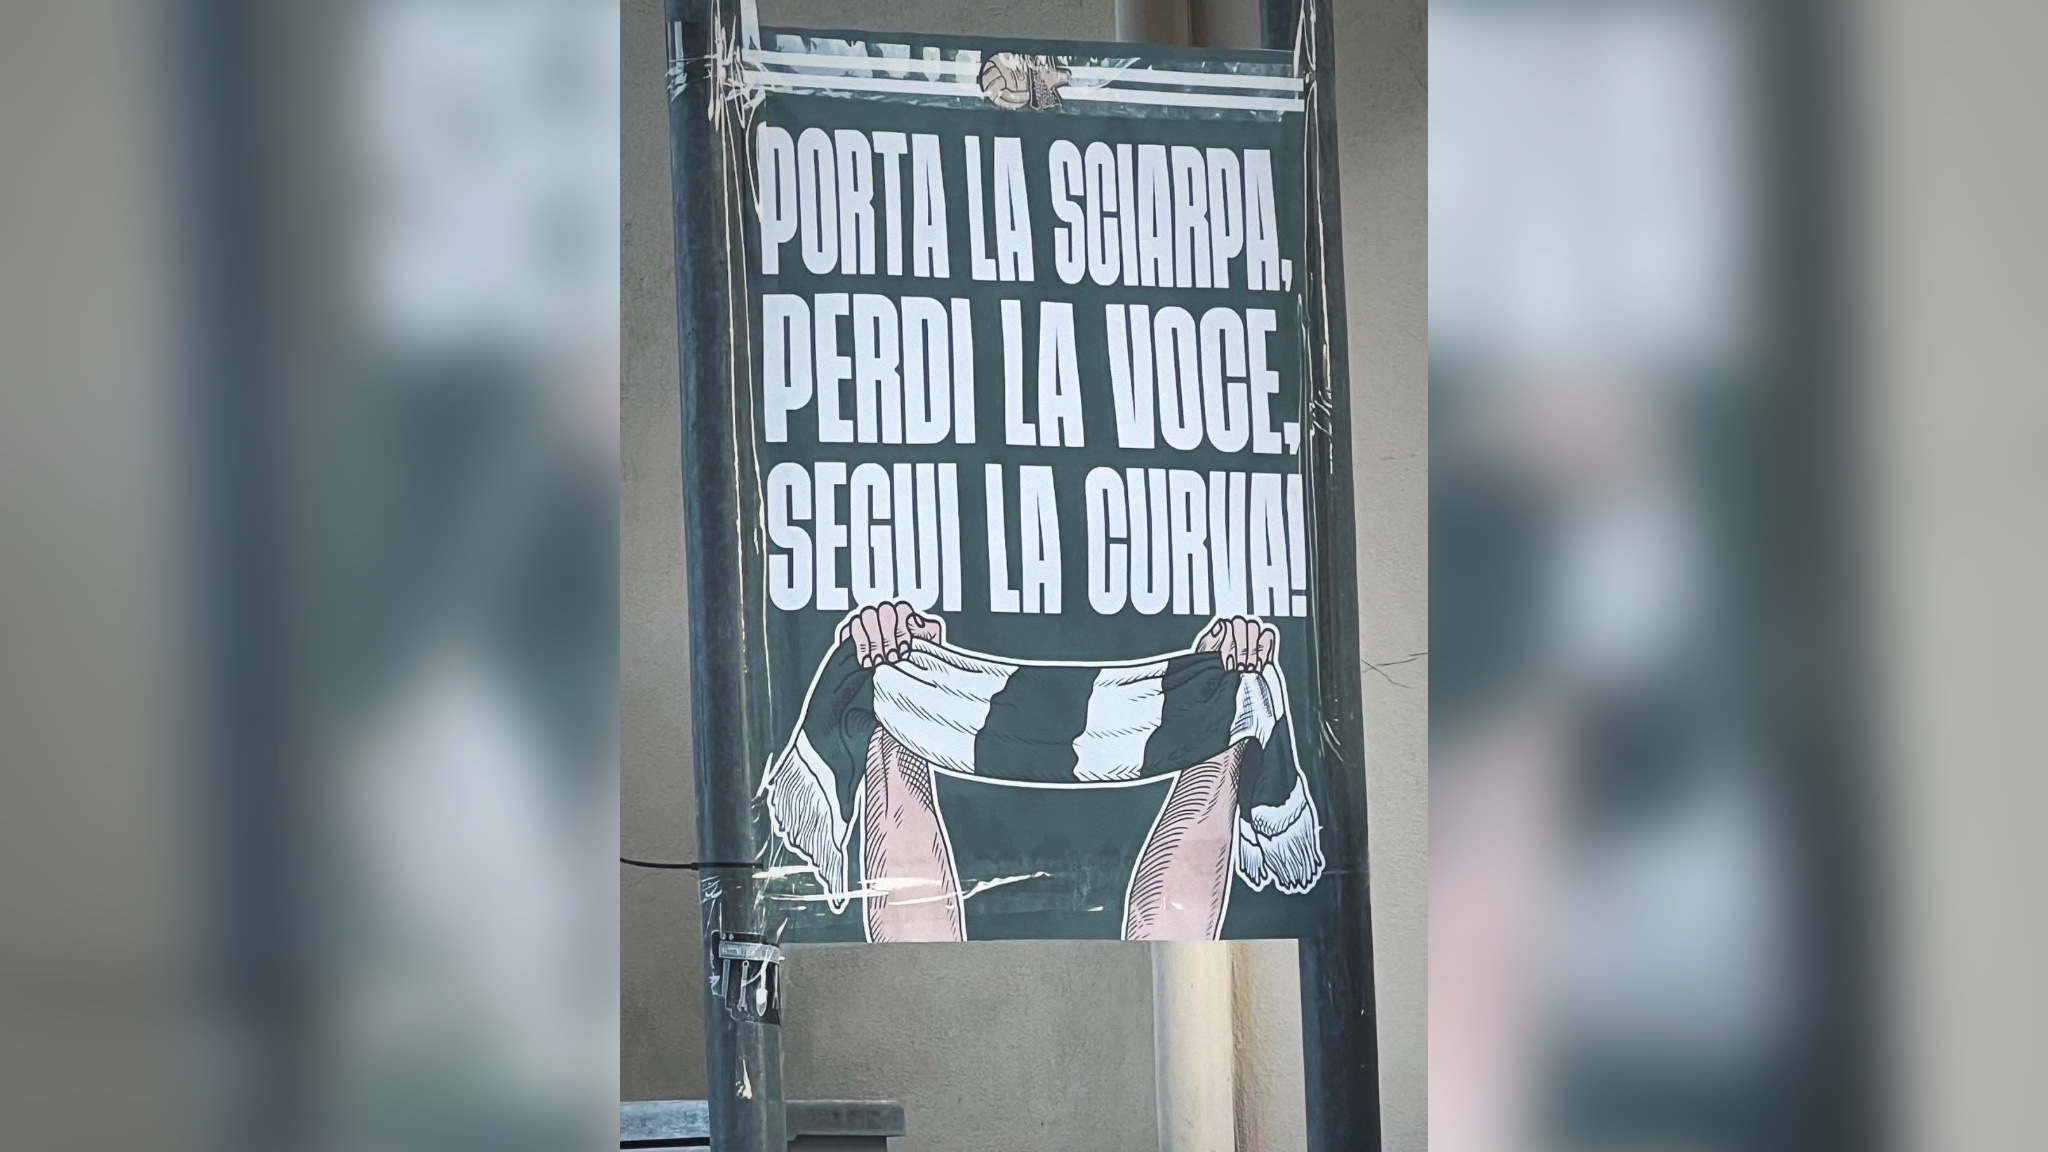 PORTA LA SCIARPA,
PERDI LA VOCE,
SEGUI LA CURVA!